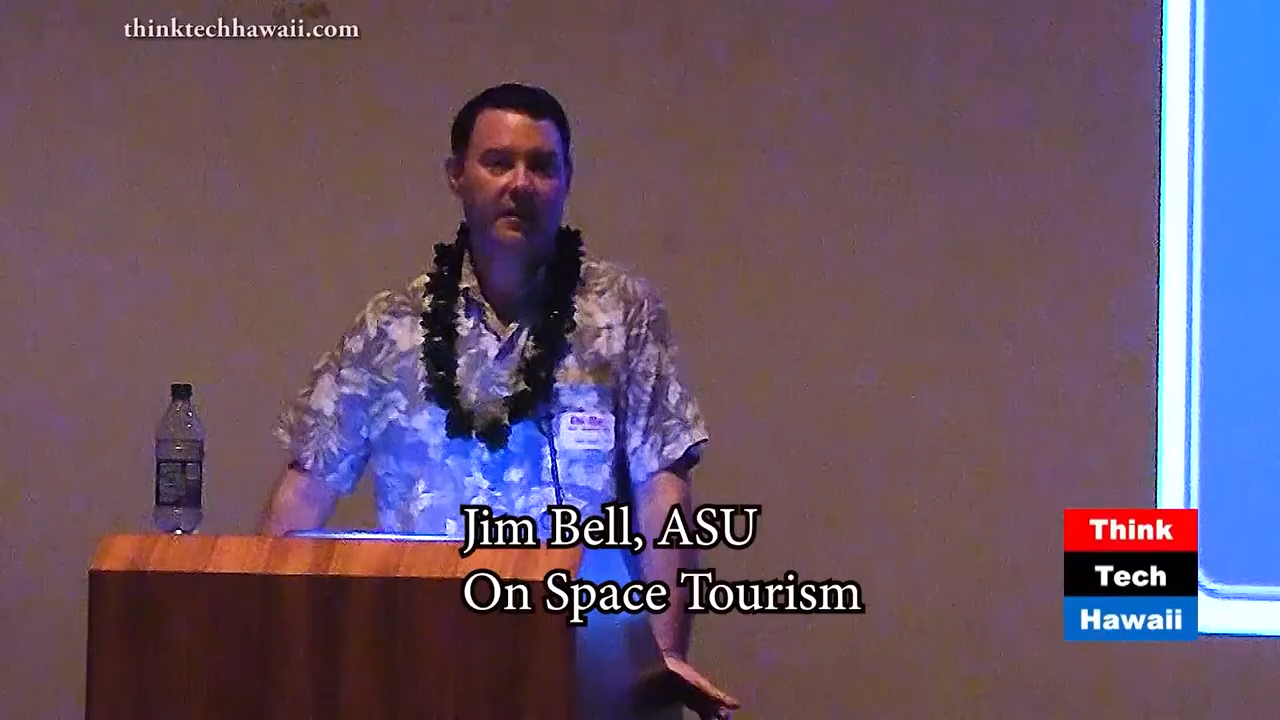 thinktechhawaii.com
Jim Bell, ASU
On Space Tourism
Think
Tech
Hawaii